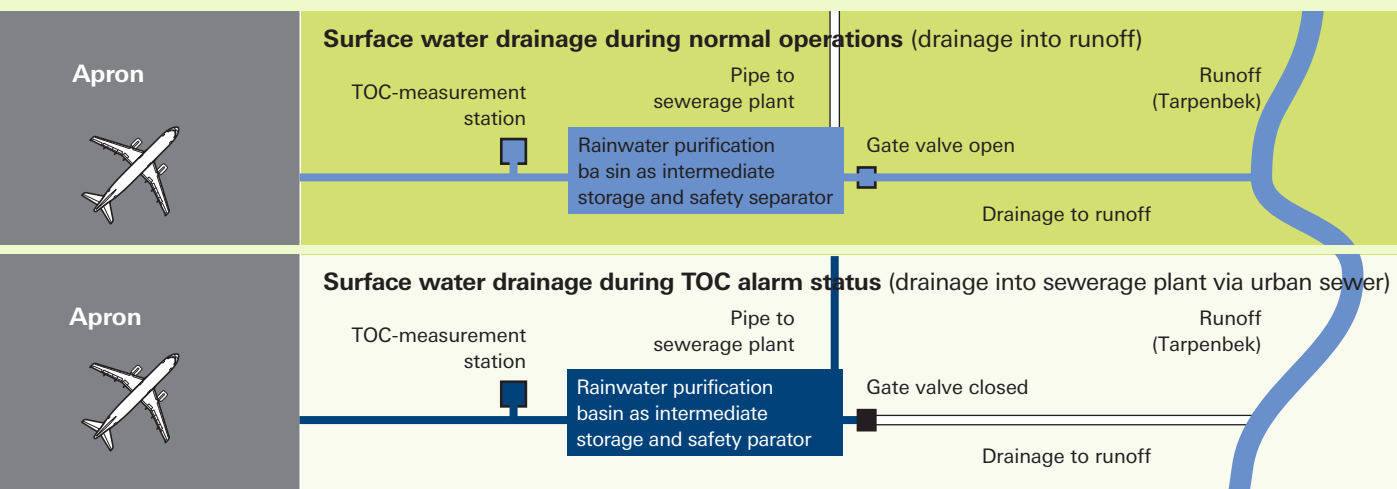 Surface water drainage during normal operations (drainage into runoff)
Apron
TOC-measurement
station
Pipe to
sewerage plant
Runoff
(Tarpenbek)
Rainwater purification
ba sin as intermediate
storage and safety separator
Gate valve open
Drainage to runoff
Surface water drainage during TOC alarm status (drainage into sewerage plant via urban sewer)
Apron
TOC-measurement
station
Pipe to
sewerage plant
Runoff
(Tarpenbek)
Rainwater purification
basin as intermediate
storage and safety parator
Gate valve closed
Drainage to runoff